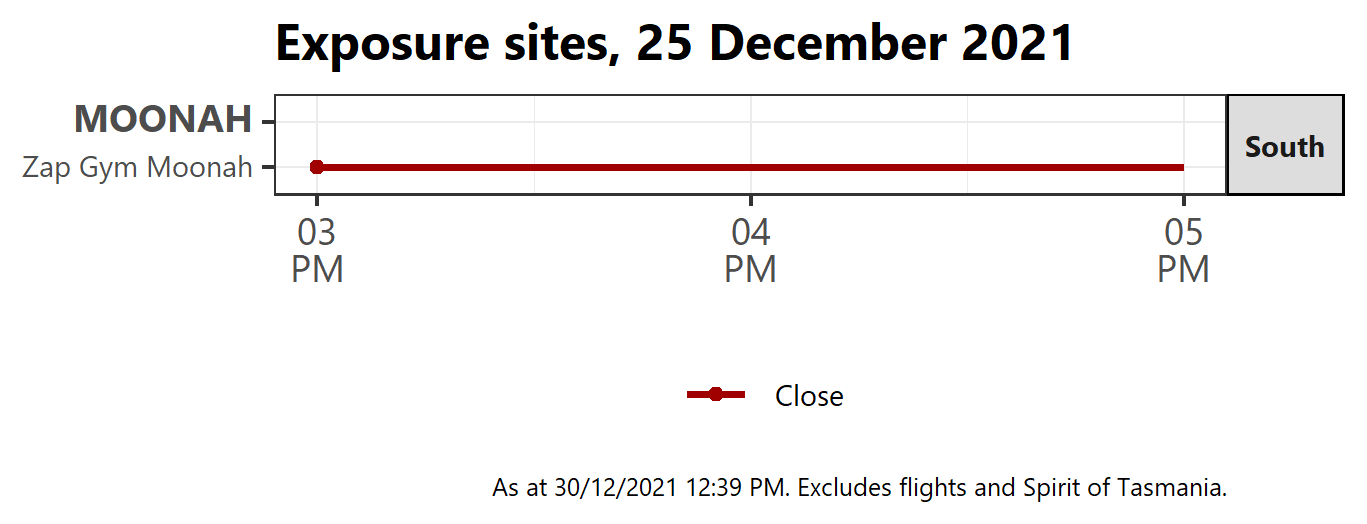 Exposure sites, 25 December 2021
MOONAH
Zap Gym Moonah
South
03
PM
04
PM
05
PM
Close
As at 30/12/2021 12:39 PM. Excludes flights and Spirit of Tasmania.